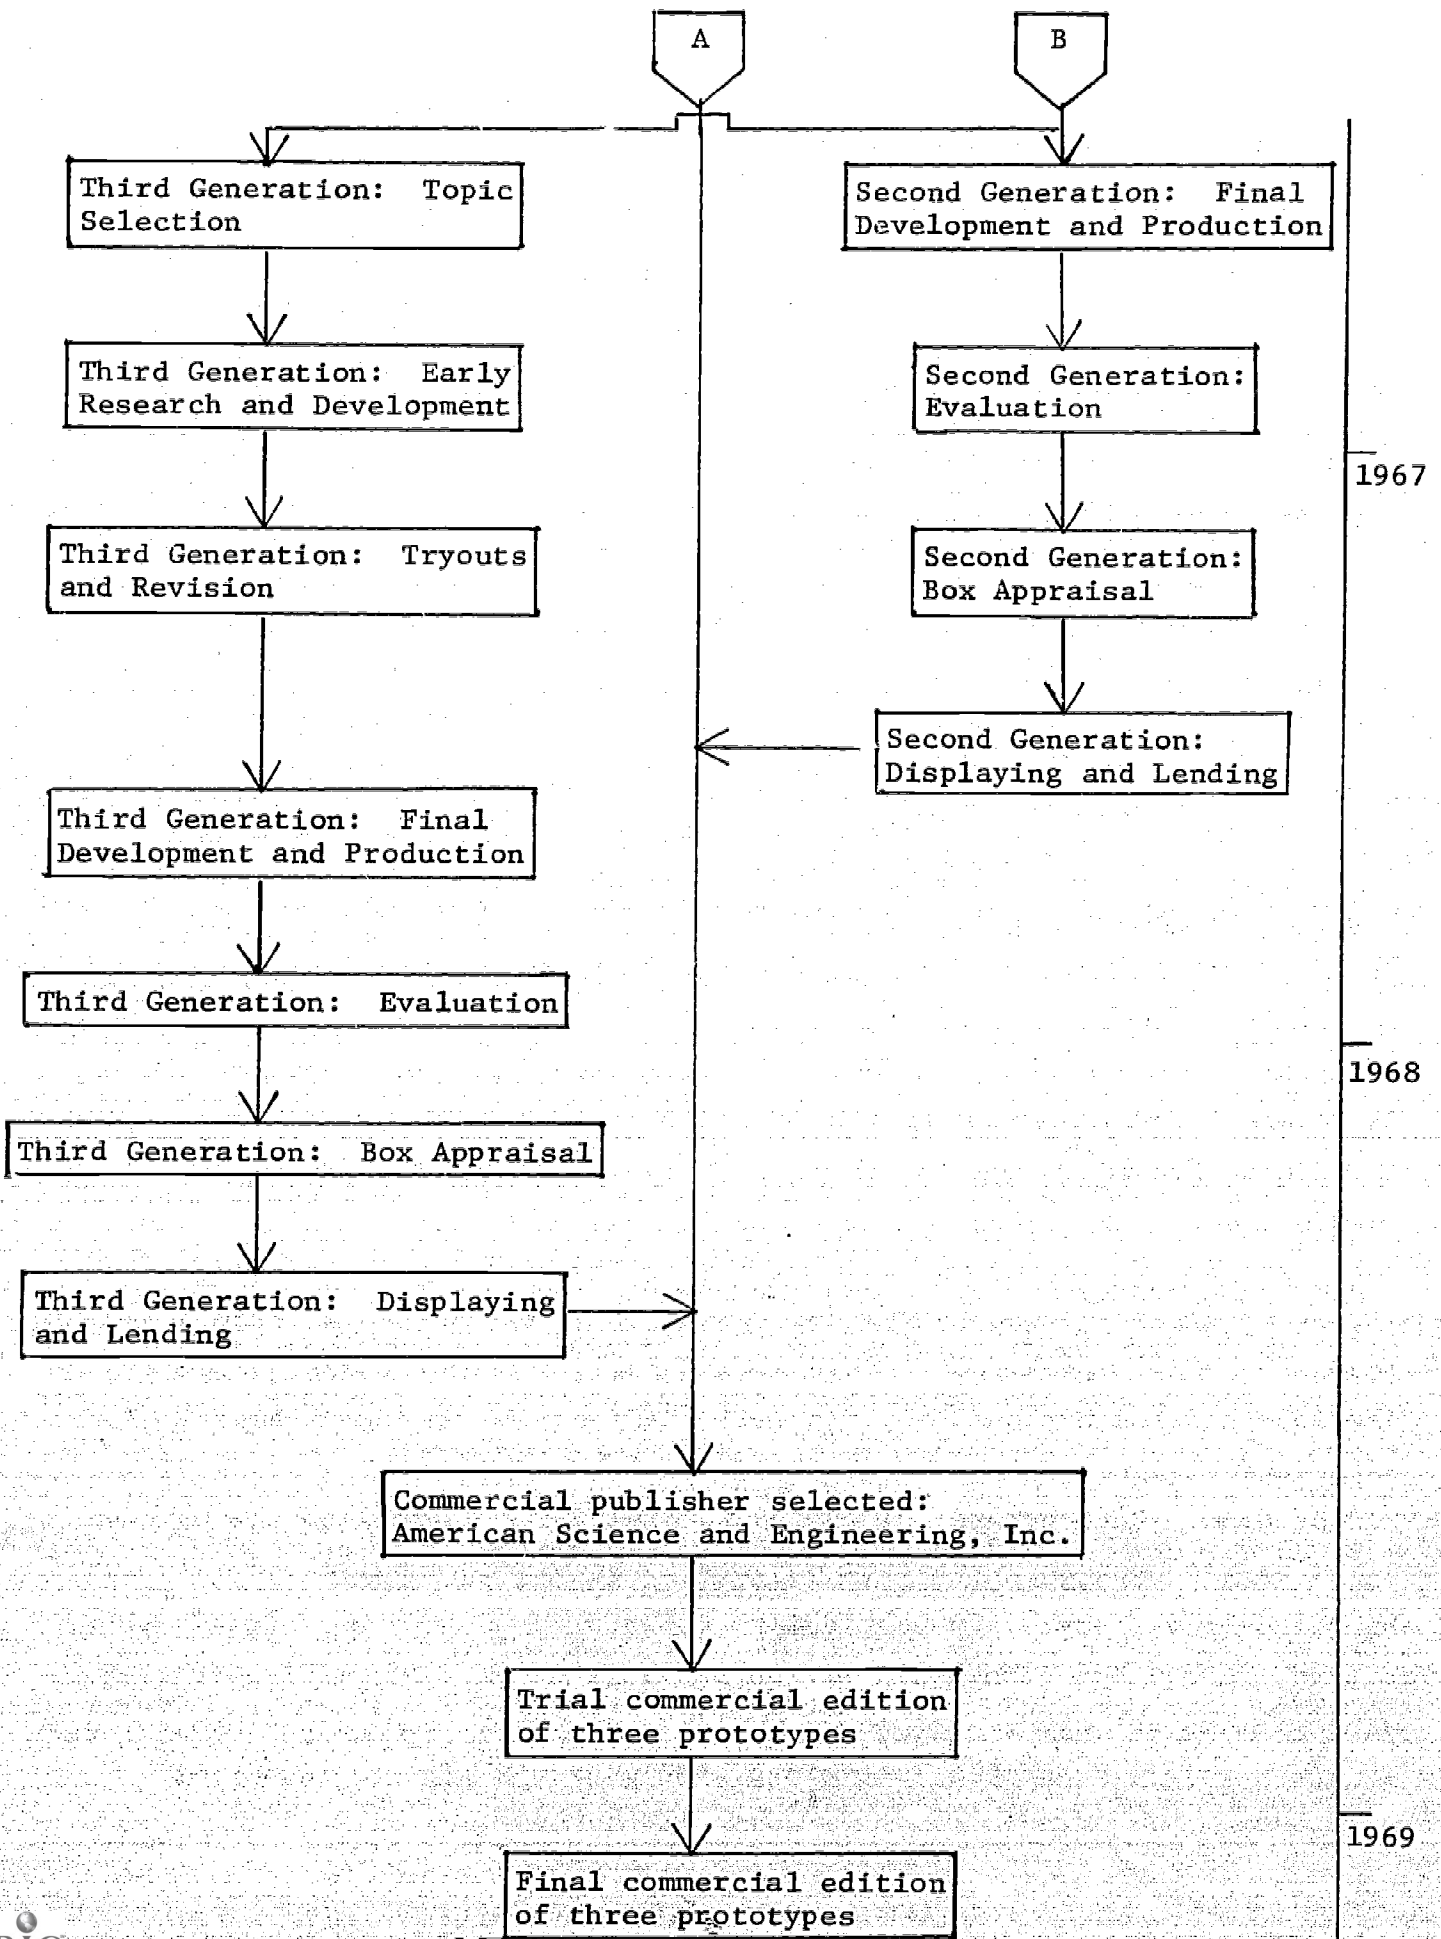 A
B
Third Generation: Topic
Selection
Second Generation: Final
Development and Production
Third Generation: Early
Research and Development
Second Generation:
Evaluation
1967
Third Generation: Tryouts
and Revision
Second Generation:
Box Appraisal
Second Generation:
Displaying and Lending
Third Generation: Final
Development and Production
Third Generation: Evaluation
1968
Third Generation: Box Appraisal
Third Generation: Displaying
and Lending
Commercial publisher selected:
American Science and Engineering, Inc.
Trial commercial edition
of three prototypes
1969
Final commercial edition
of three prototypes